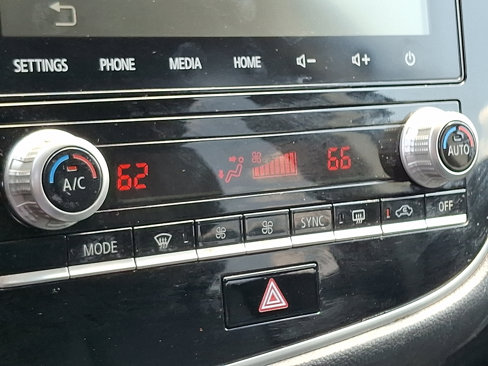 SETTINGS PHONE MEDIA HOME
A/C 62 66 AUTO
MODE SYNC OFF